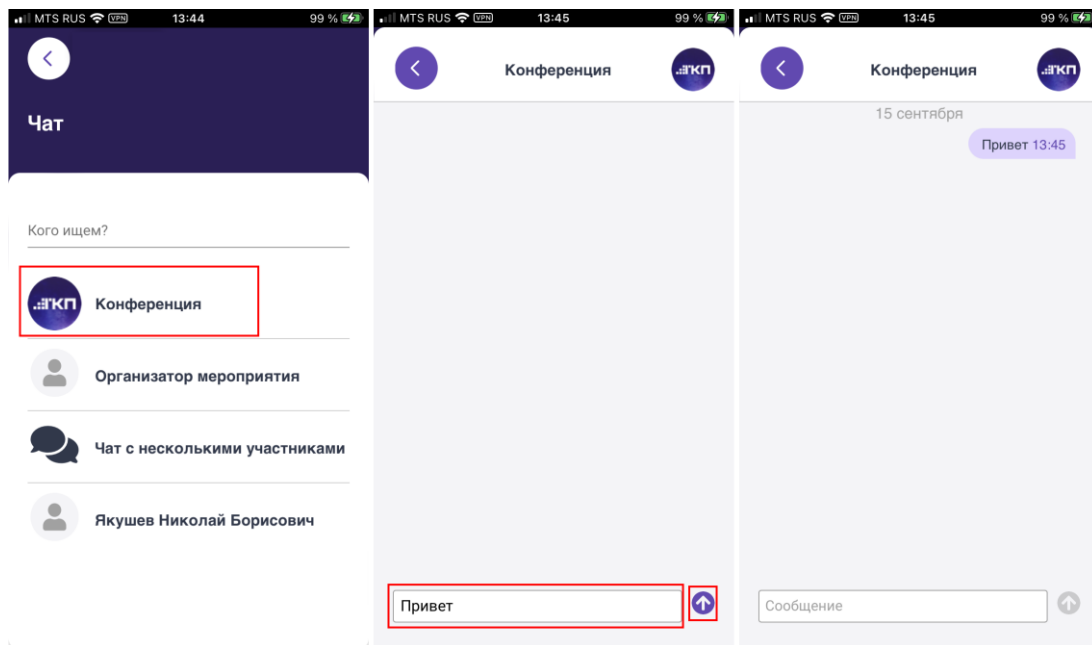 MTS RUS VPN 13:44 99 %
Чат
Кого ищем?
.:ГКП Конференция
Организатор мероприятия
Чат с несколькими участниками
Якушев Николай Борисович
MTS RUS VPN 13:45 99 %
Конференция .:ГКП
Привет
MTS RUS VPN 13:45 99 %
Конференция .:ГКП
15 сентября
Привет 13:45
Сообщение